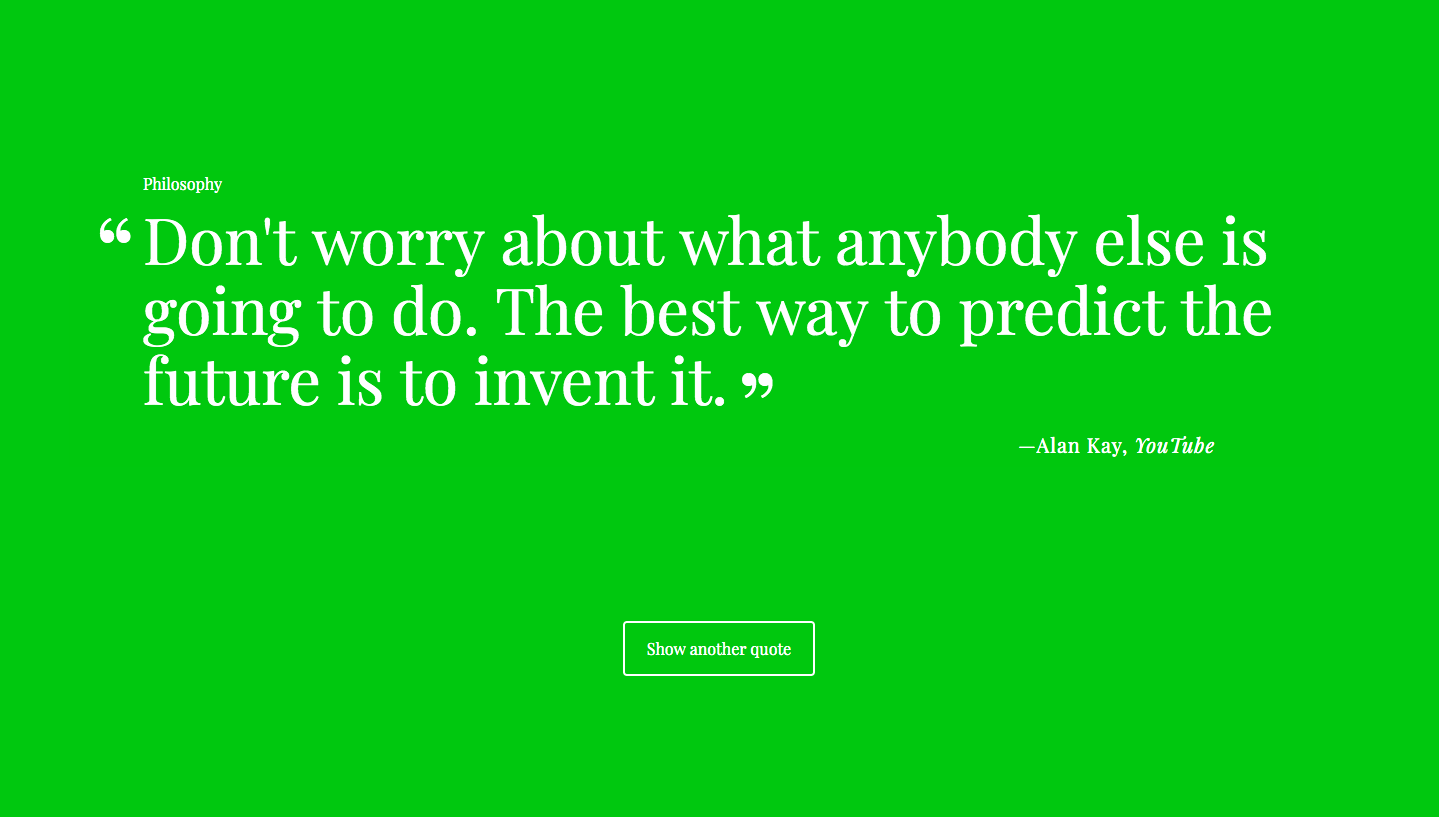 Philosophy
“ Don't worry about what anybody else is
going to do. The best way to predict the
future is to invent it. ”
—Alan Kay, YouTube
Show another quote